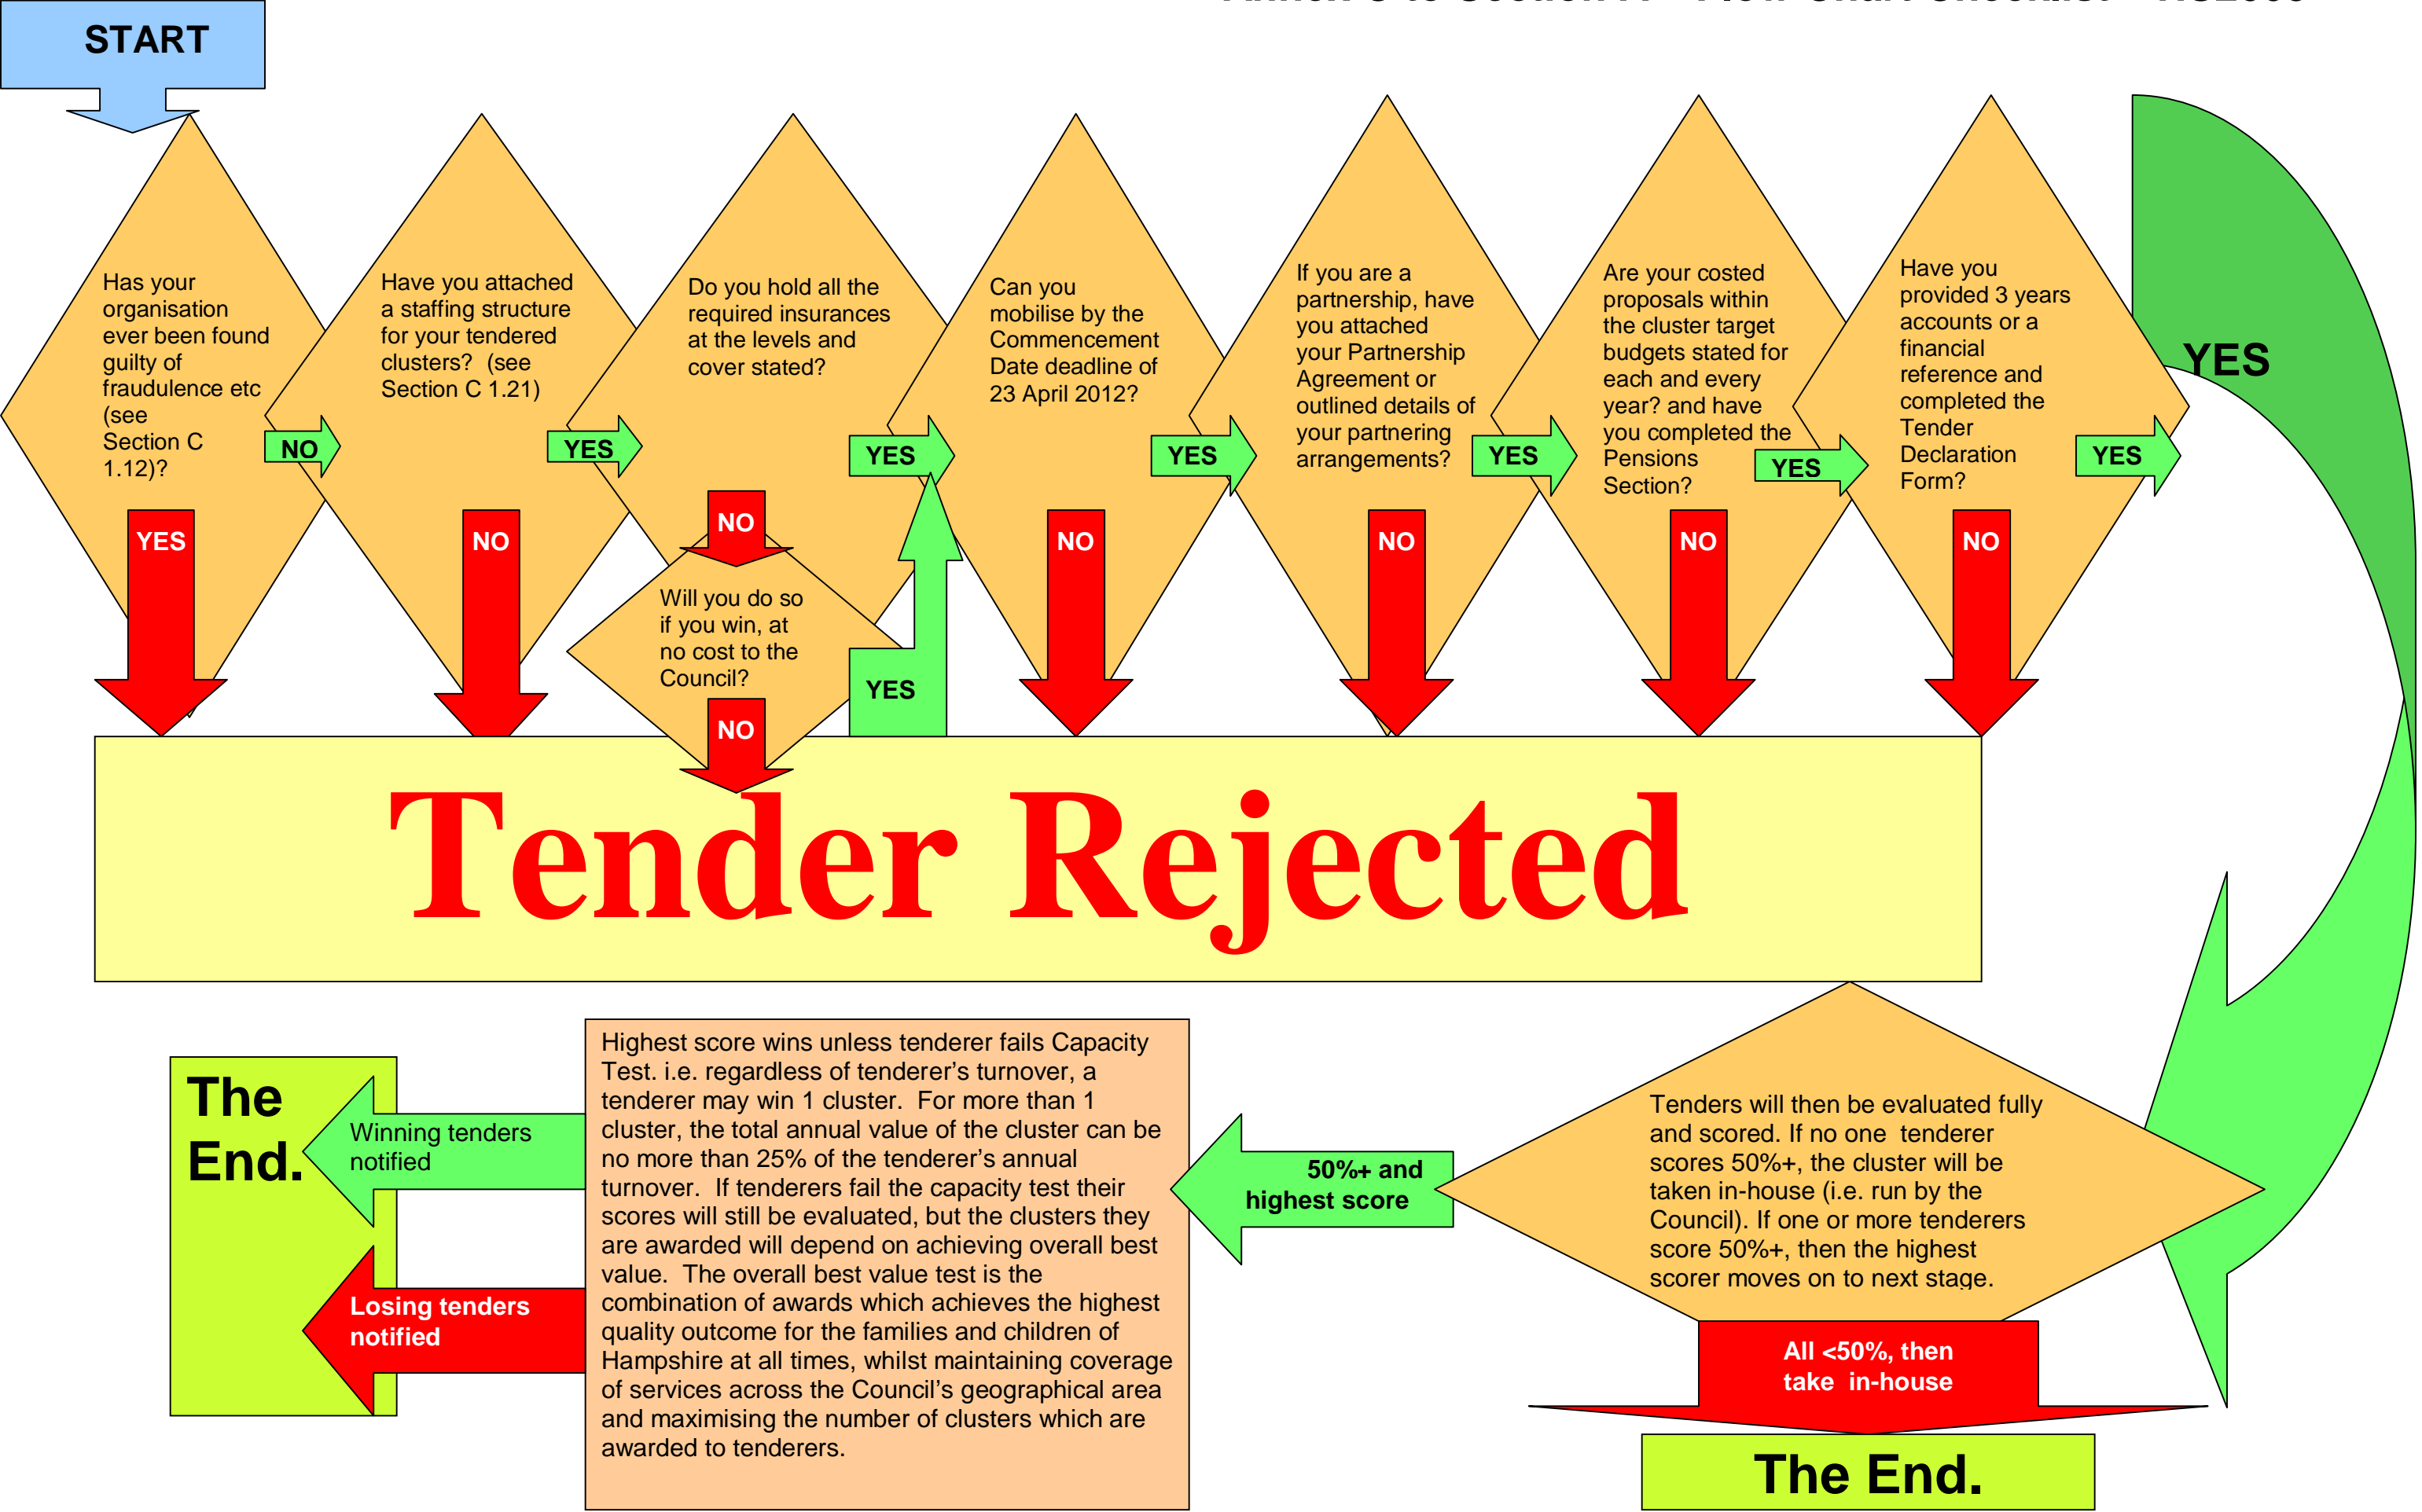 START
Has your
organisation
ever been found
guilty of
fraudulence etc
(see
Section C
1.12)?
NO
YES
Have you attached
a staffing structure
for your tendered
clusters?  (see
Section C 1.21)
YES
NO
Do you hold all the
required insurances
at the levels and
cover stated?
YES
NO
Will you do so
if you win, at
no cost to the
Council?
YES
NO
Can you
mobilise by the
Commencement
Date deadline of
23 April 2012?
YES
NO
If you are a
partnership, have
you attached
your Partnership
Agreement or
outlined details of
your partnering
arrangements?
YES
NO
Are your costed
proposals within
the cluster target
budgets stated for
each and every
year? and have
you completed the
Pensions
Section?
YES
NO
Have you
provided 3 years
accounts or a
financial
reference and
completed the
Tender
Declaration
Form?
YES
NO
YES
Tender Rejected
Tenders will then be evaluated fully
and scored. If no one  tenderer
scores 50%+, the cluster will be
taken in-house (i.e. run by the
Council). If one or more tenderers
score 50%+, then the highest
scorer moves on to next stage.
50%+ and
highest score
All <50%, then
take  in-house
The End.
Highest score wins unless tenderer fails Capacity
Test. i.e. regardless of tenderer’s turnover, a
tenderer may win 1 cluster.  For more than 1
cluster, the total annual value of the cluster can be
no more than 25% of the tenderer’s annual
turnover.  If tenderers fail the capacity test their
scores will still be evaluated, but the clusters they
are awarded will depend on achieving overall best
value.  The overall best value test is the
combination of awards which achieves the highest
quality outcome for the families and children of
Hampshire at all times, whilst maintaining coverage
of services across the Council’s geographical area
and maximising the number of clusters which are
awarded to tenderers.
Winning tenders
notified
Losing tenders
notified
The
End.